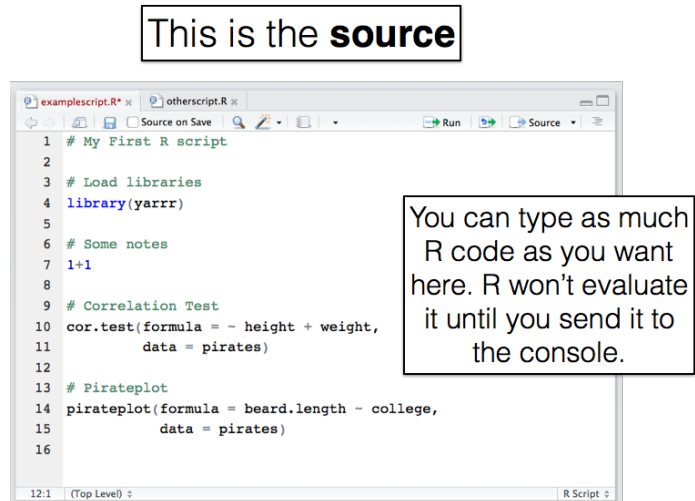 This is the source
examplescript.R* × otherscript.R ×
Source on Save Run Source
1 # My First R script
2
3 # Load libraries
4 library(yarrr)
5
6 # Some notes
7 1+1
8
9 # Correlation Test
10 cor.test(formula = ~ height + weight,
11 data = pirates)
12
13 # Pirateplot
14 pirateplot(formula = beard.length ~ college,
15 data = pirates)
16
You can type as much
R code as you want
here. R won’t evaluate
it until you send it to
the console.
12:1 (Top Level) R Script